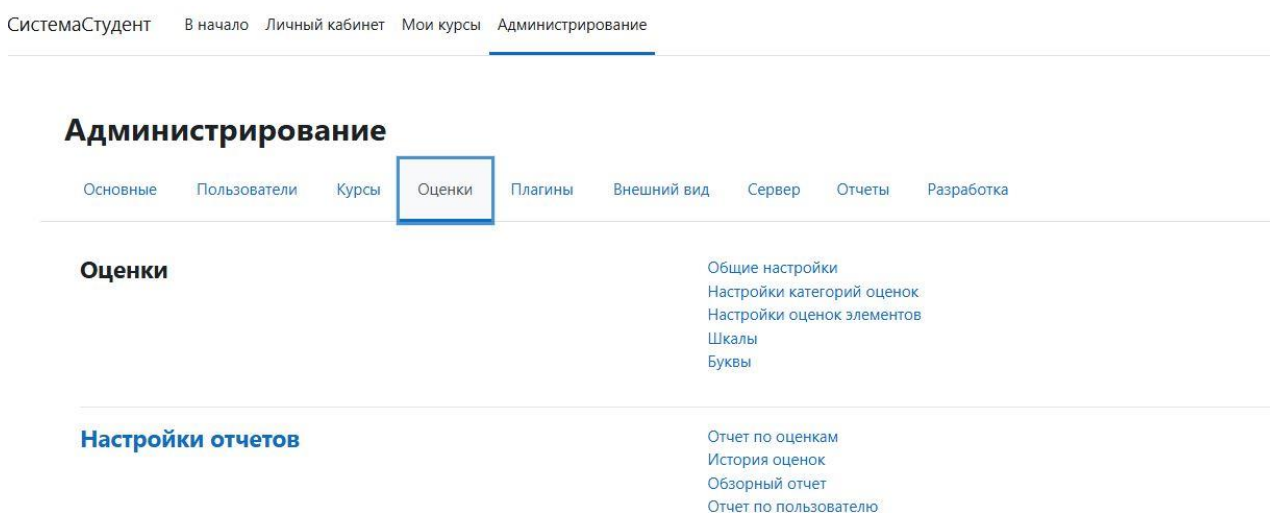 СистемаСтудент В начало Личный кабинет Мои курсы Администрирование
Администрирование
Основные Пользователи Курсы Оценки Плагины Внешний вид Сервер Отчеты Разработка
Оценки
Общие настройки
Настройки категорий оценок
Настройки оценок элементов
Шкалы
Буквы
Настройки отчетов
Отчет по оценкам
История оценок
Обзорный отчет
Отчет по пользователю